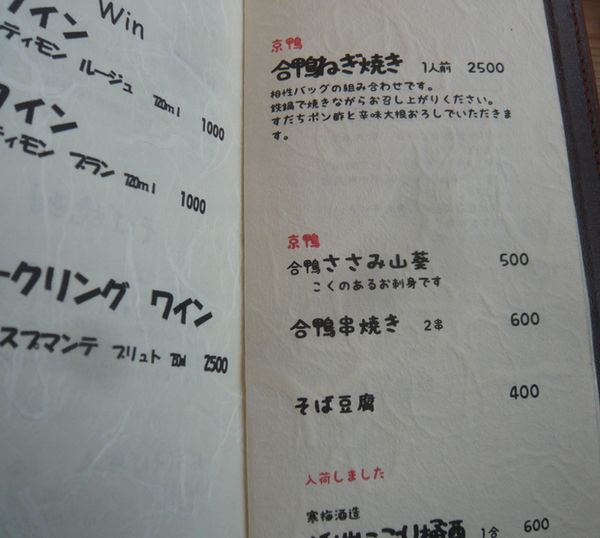 Win
ワイン
ティモン ルージュ 720ml 1000
ワイン
ティモン ブラン 720ml 1000
ークリング ワイン
スプマンテ ブリュト 2500
京鴨
合鴨ねぎ焼き 1人前 2500
相性バッグの組み合わせです。
鉄鍋で焼きながらお召し上がりください。
すだちポン酢と辛味大根おろしでいただきま
す。
京鴨
合鴨ささみ山葵 500
こくのあるお刺身です
合鴨串焼き 2串 600
そば豆腐 400
入荷しました
寒梅酒造
にごり 1合 600